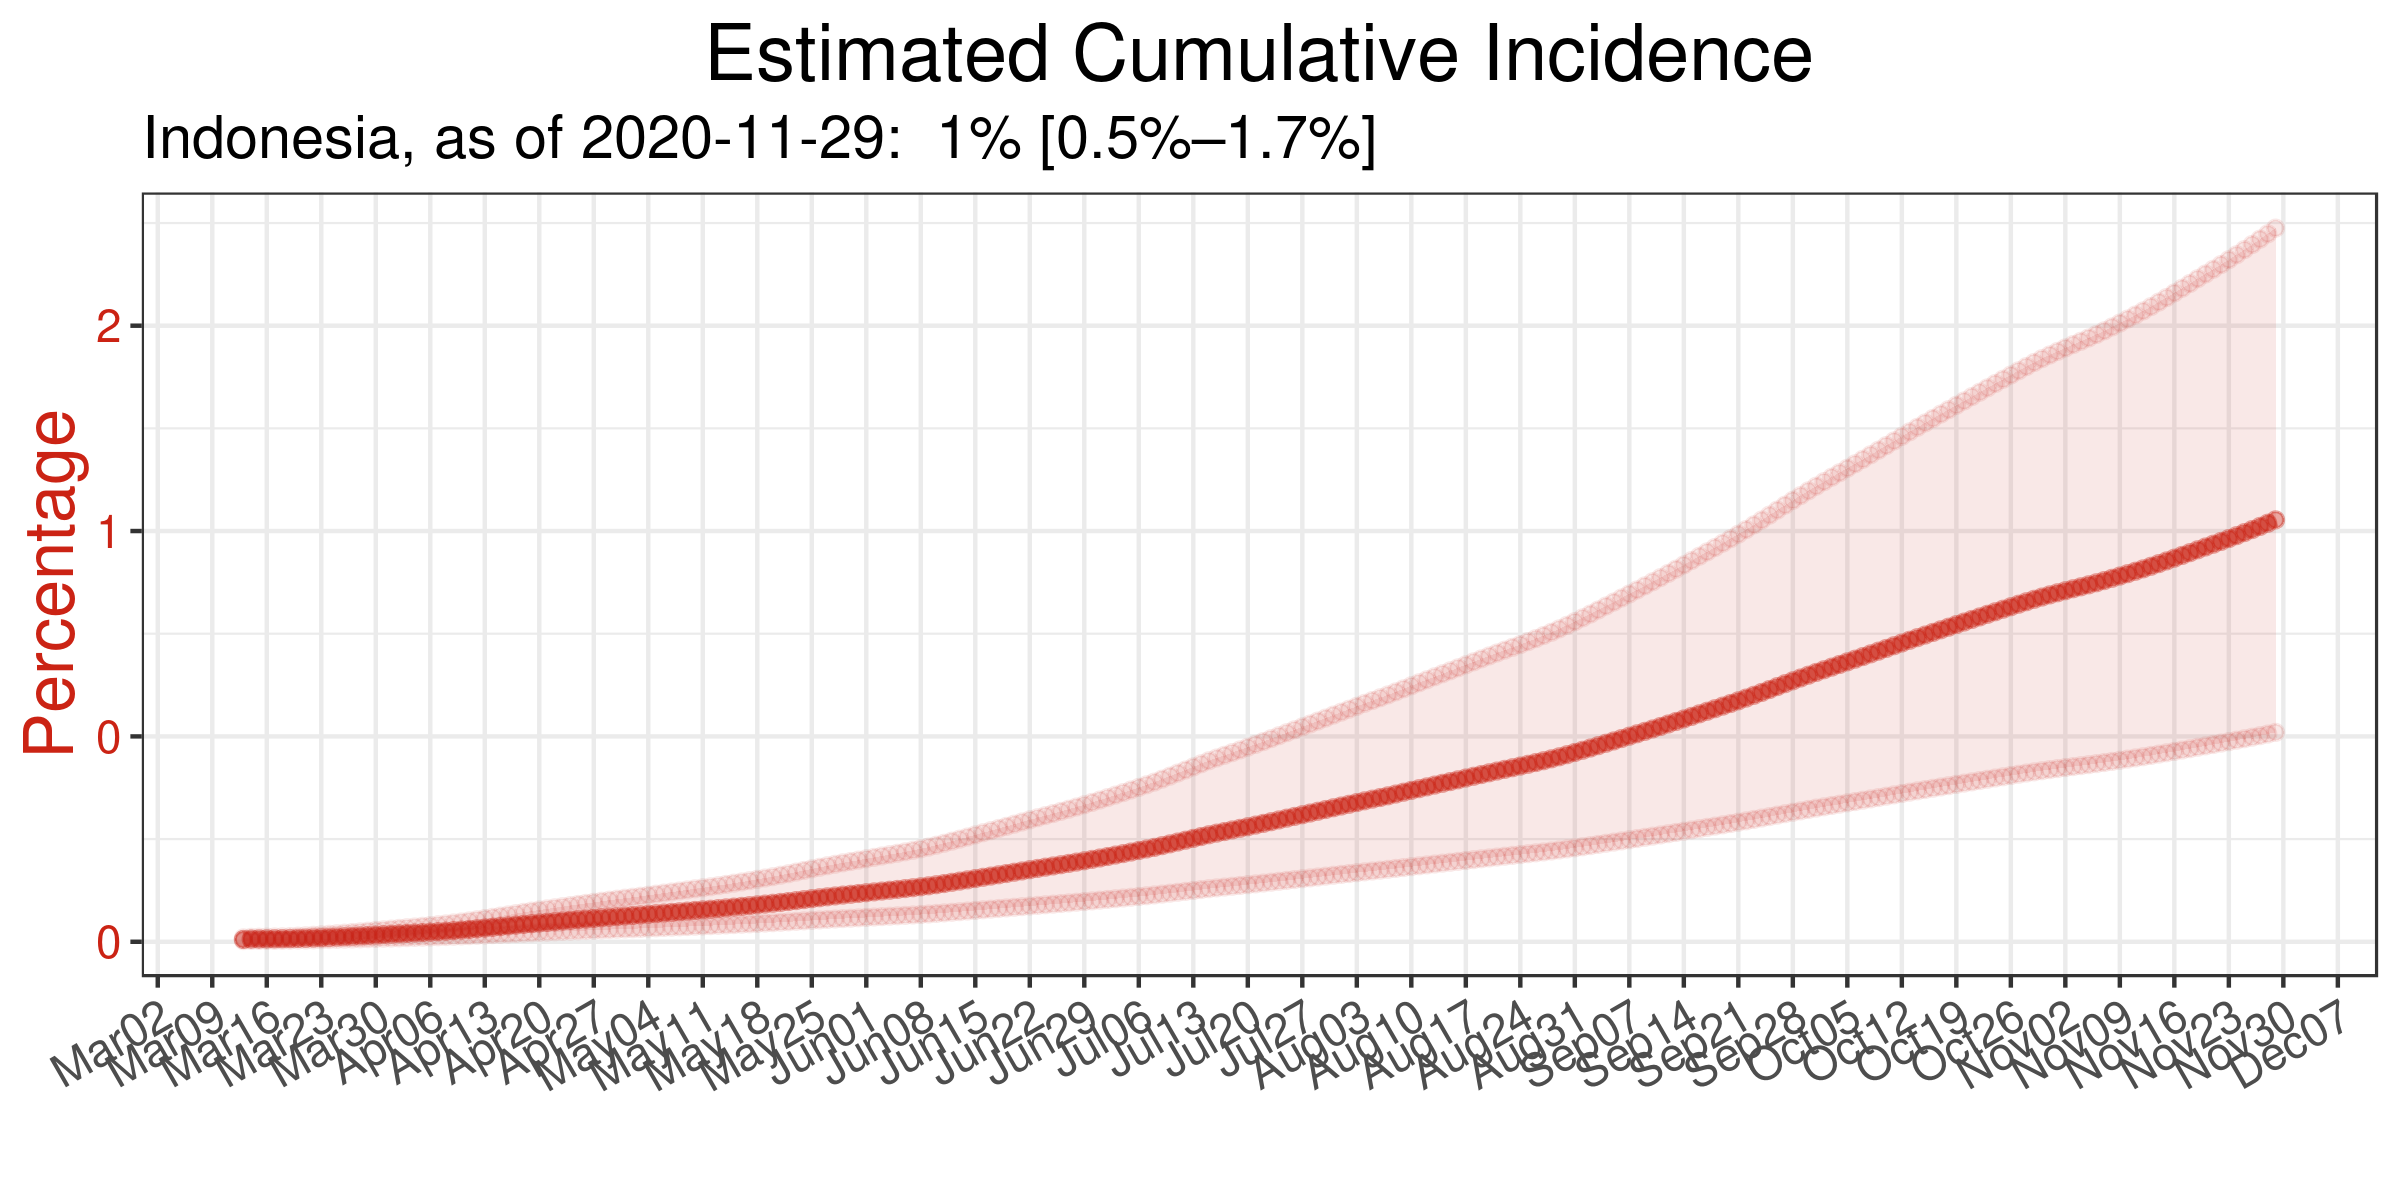 Estimated Cumulative Incidence
Indonesia, as of 2020-11-29:  1% [0.5%–1.7%]
Percentage
2
1
0
0
Mar02
Mar09
Mar16
Mar23
Mar30
Apr06
Apr13
Apr20
Apr27
May04
May11
May18
May25
Jun01
Jun08
Jun15
Jun22
Jun29
Jul06
Jul13
Jul20
Jul27
Aug03
Aug10
Aug17
Aug24
Aug31
Sep07
Sep14
Sep21
Sep28
Oct05
Oct12
Oct19
Oct26
Nov02
Nov09
Nov16
Nov23
Nov30
Dec07